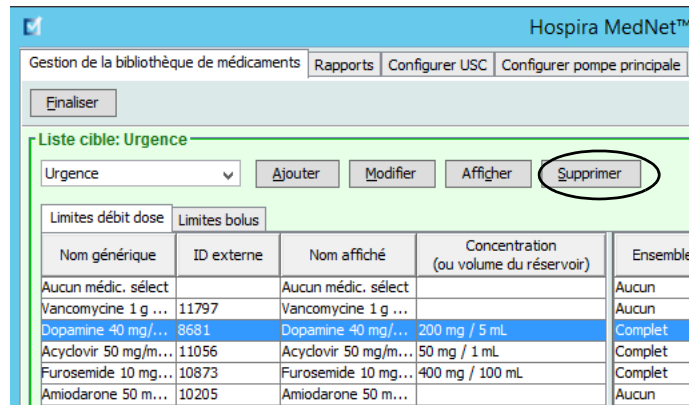 Hospira MedNet™
Gestion de la bibliothèque de médicaments Rapports Configurer USC Configurer pompe principale
Finaliser
Liste cible: Urgence
Urgence Ajouter Modifier Afficher Supprimer
Limites débit dose Limites bolus
Nom générique ID externe Nom affiché Concentration (ou volume du réservoir) Ensemble
Aucun médic. sélect Aucun médic. sélect Aucun
Vancomycine 1 g ... 11797 Vancomycine 1 g ... Aucun
Dopamine 40 mg/... 8681 Dopamine 40 mg/... 200 mg / 5 mL Complet
Acyclovir 50 mg/m... 11056 Acyclovir 50 mg/m... 50 mg / 1 mL Complet
Furosemide 10 mg... 10873 Furosemide 10 mg... 400 mg / 100 mL Complet
Amiodarone 50 m... 10205 Amiodarone 50 m... Aucun